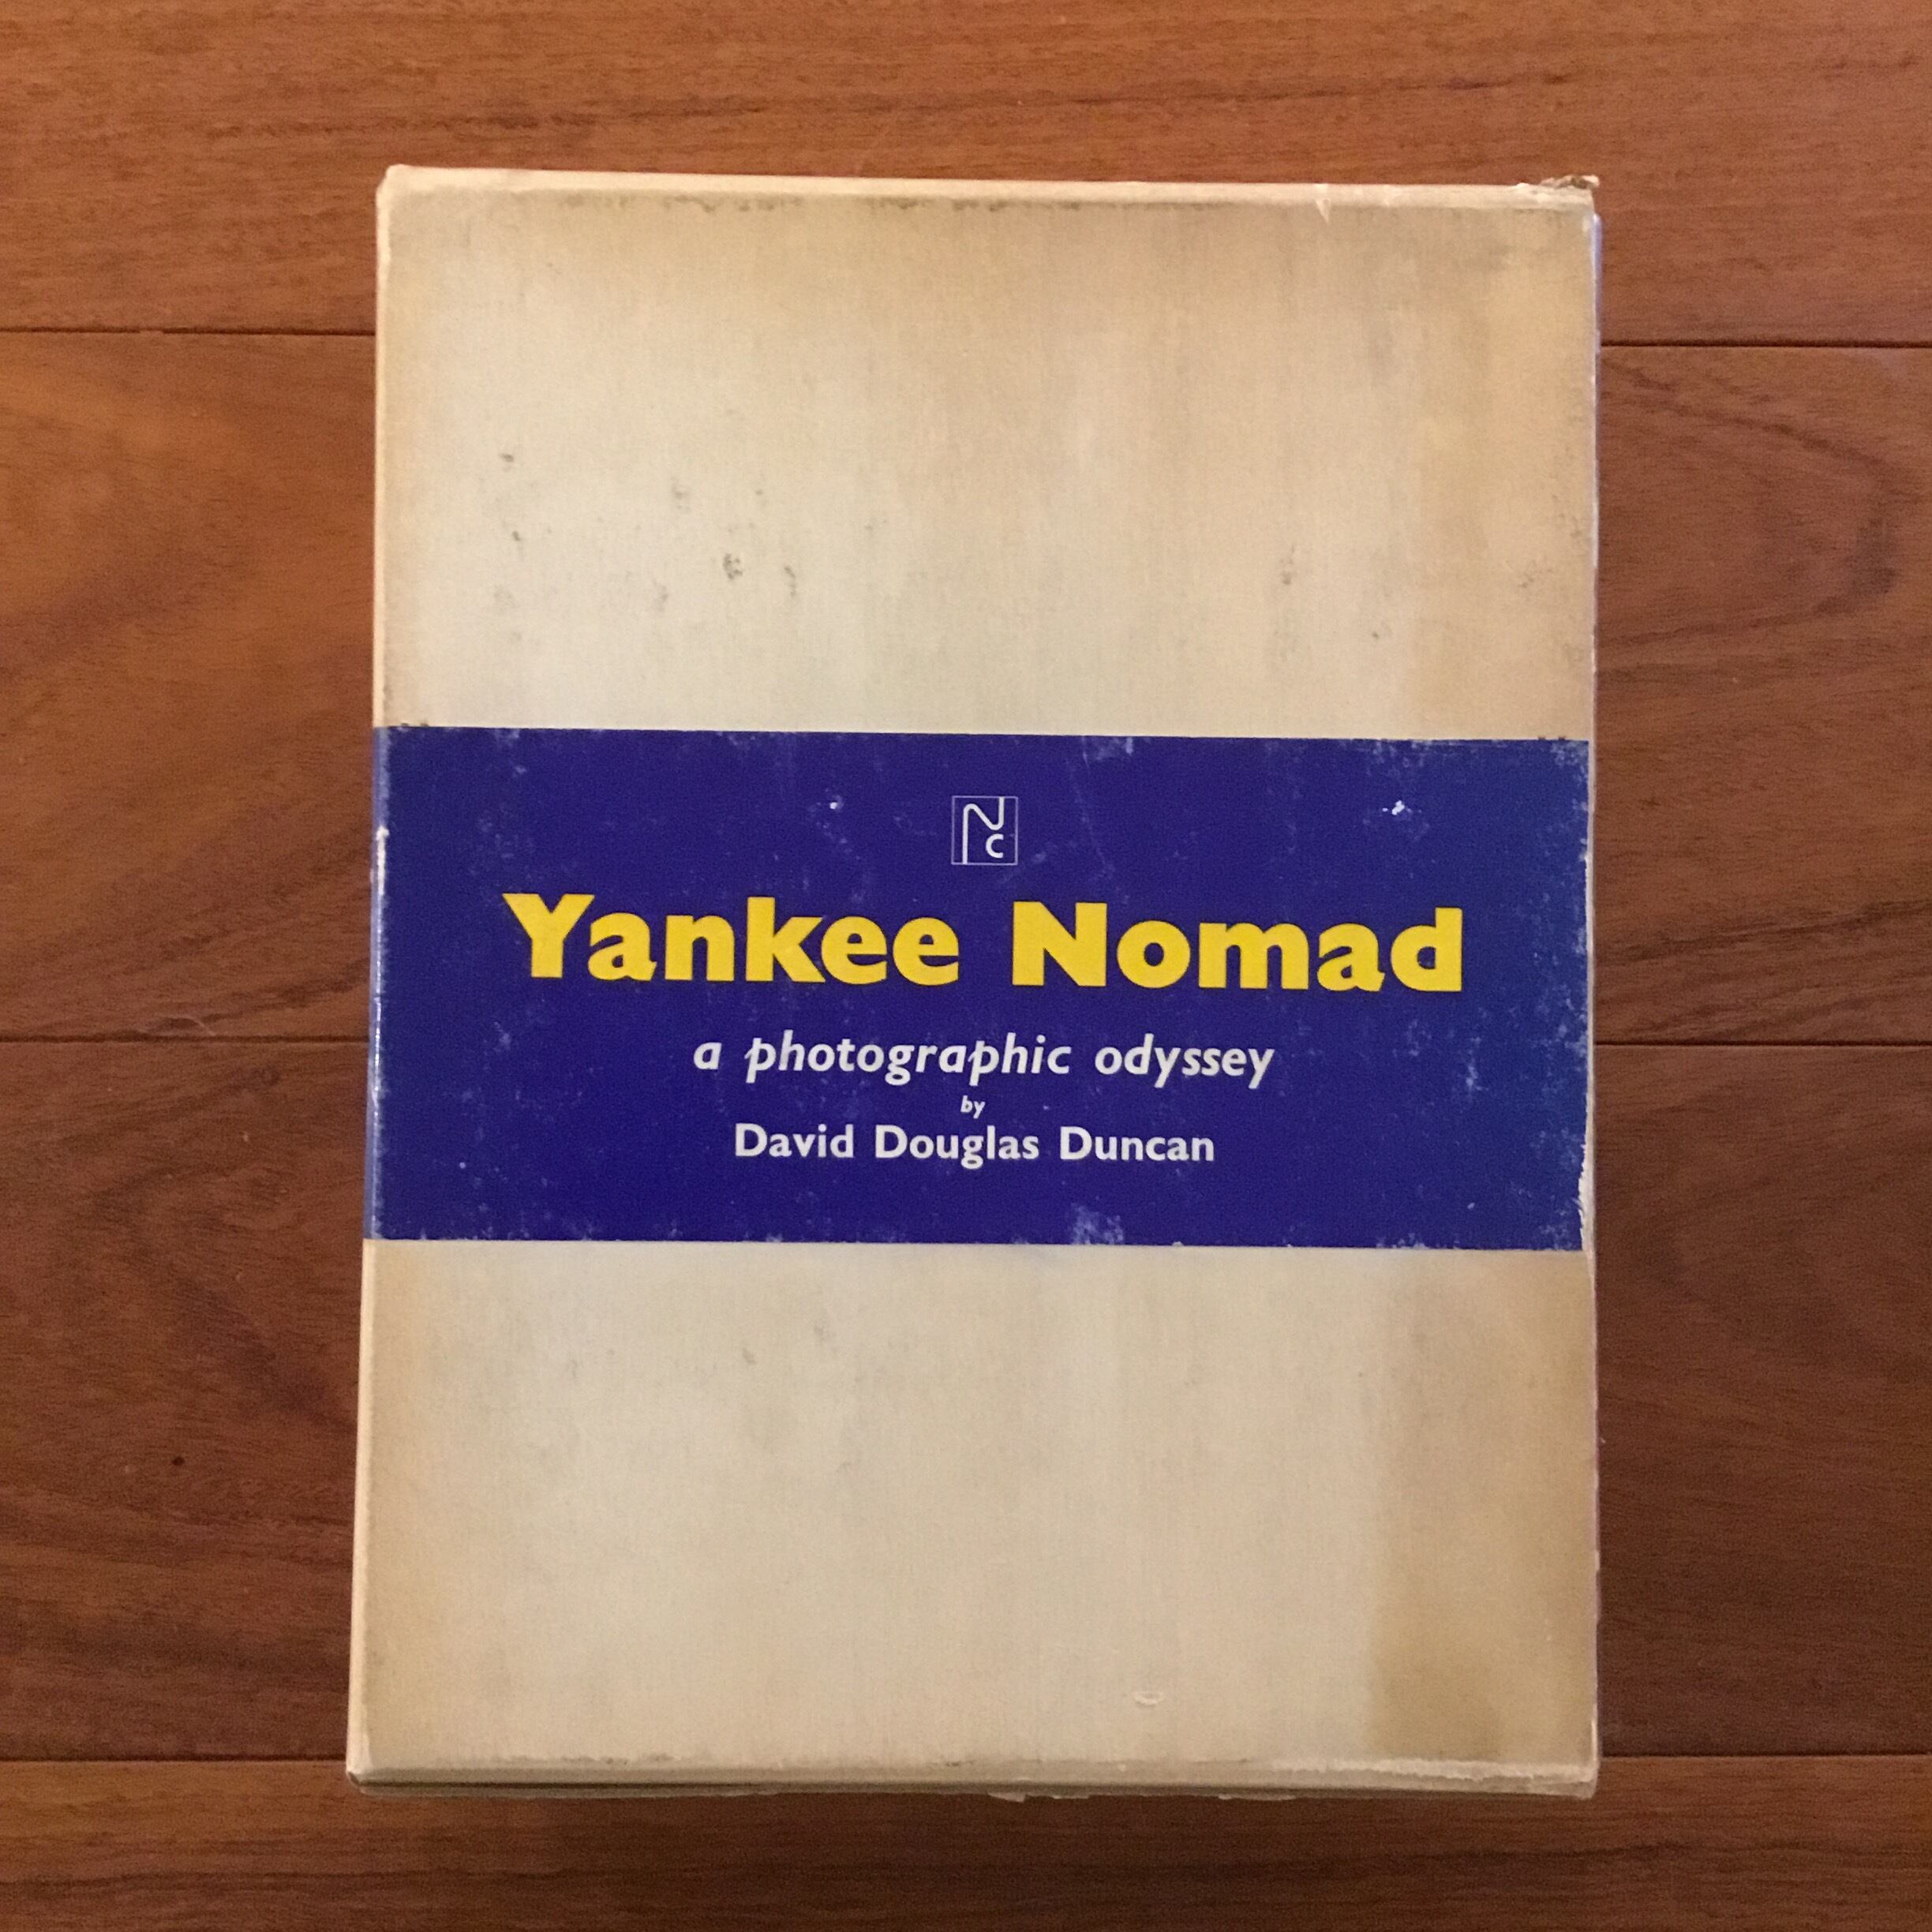 Nc
Yankee Nomad
a photographic odyssey
by
David Douglas Duncan